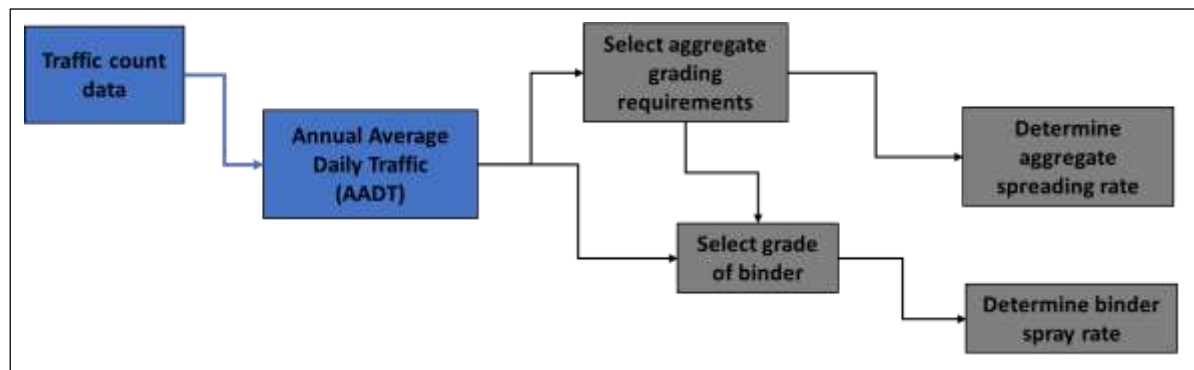 Traffic count
data
Annual Average
Daily Traffic
(AADT)
Select aggregate
grading
requirements
Select grade
of binder
Determine
aggregate
spreading rate
Determine binder
spray rate